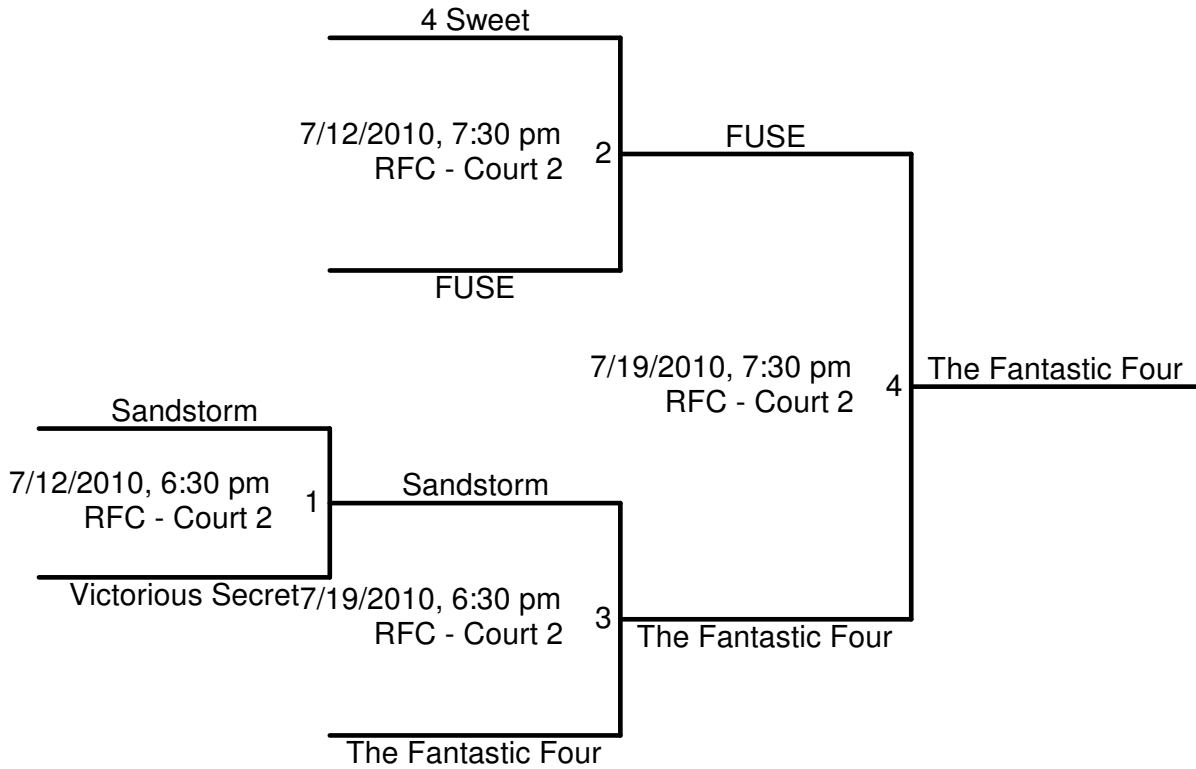 4 Sweet
7/12/2010, 7:30 pm
RFC - Court 2
2
FUSE
FUSE
7/19/2010, 7:30 pm
RFC - Court 2
4
The Fantastic Four
Sandstorm
7/12/2010, 6:30 pm
RFC - Court 2
1
Sandstorm
Victorious Secret
7/19/2010, 6:30 pm
RFC - Court 2
3
The Fantastic Four
The Fantastic Four